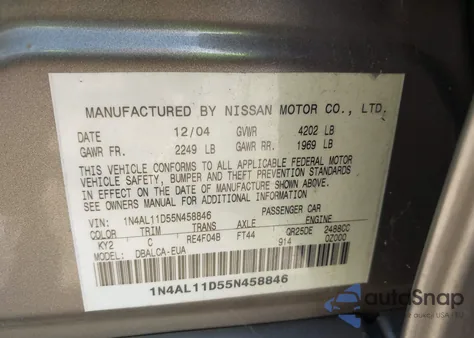 MANUFACTURED BY NISSAN MOTOR CO., LTD.
DATE 12/04 GVWR 4202 LB
GAWR FR. 2249 LB GAWR RR. 1969 LB
THIS VEHICLE CONFORMS TO ALL APPLICABLE FEDERAL MOTOR
VEHICLE SAFETY, BUMPER AND THEFT PREVENTION STANDARDS
IN EFFECT ON THE DATE OF MANUFACTURE SHOWN ABOVE.
SEE OWNERS MANUAL FOR ADDITIONAL INFORMATION
VIN: 1N4AL11D55N458846 PASSENGER CAR
COLOR TRIM TRANS AXLE ENGINE
KY2 C RE4F04B FT44 QR25DE 2488CC
MODEL: DBALCA-EUA 914 0Z000
1N4AL11D55N458846
autoSnap